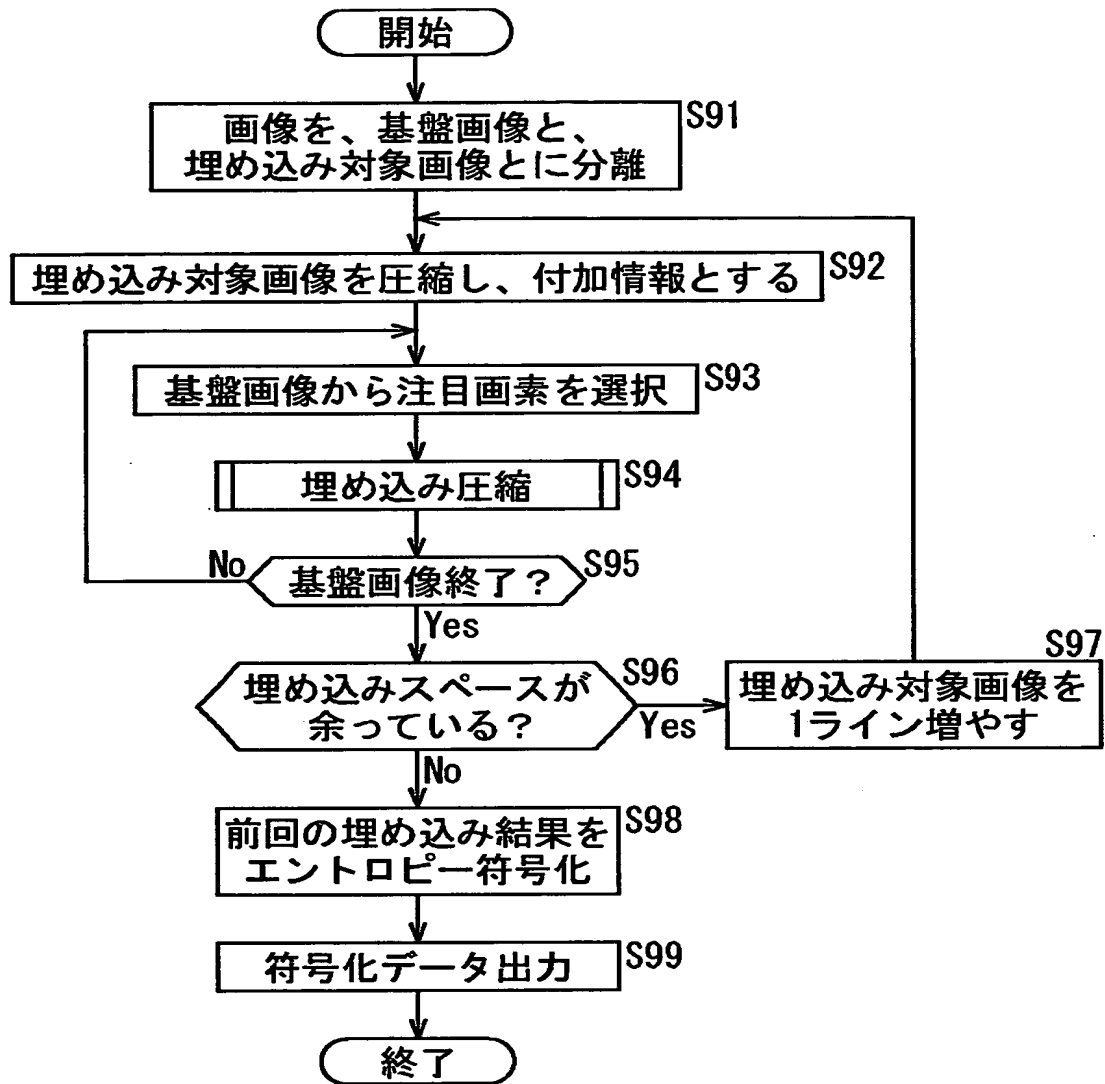 開始
画像を、基盤画像と、
埋め込み対象画像とに分離
S91
埋め込み対象画像を圧縮し、付加情報とする
S92
基盤画像から注目画素を選択
S93
埋め込み圧縮
S94
No
基盤画像終了?
S95
Yes
埋め込みスペースが
余っている?
S96
Yes
S97
埋め込み対象画像を
1ライン増やす
No
前回の埋め込み結果を
エントロピー符号化
S98
符号化データ出力
S99
終了